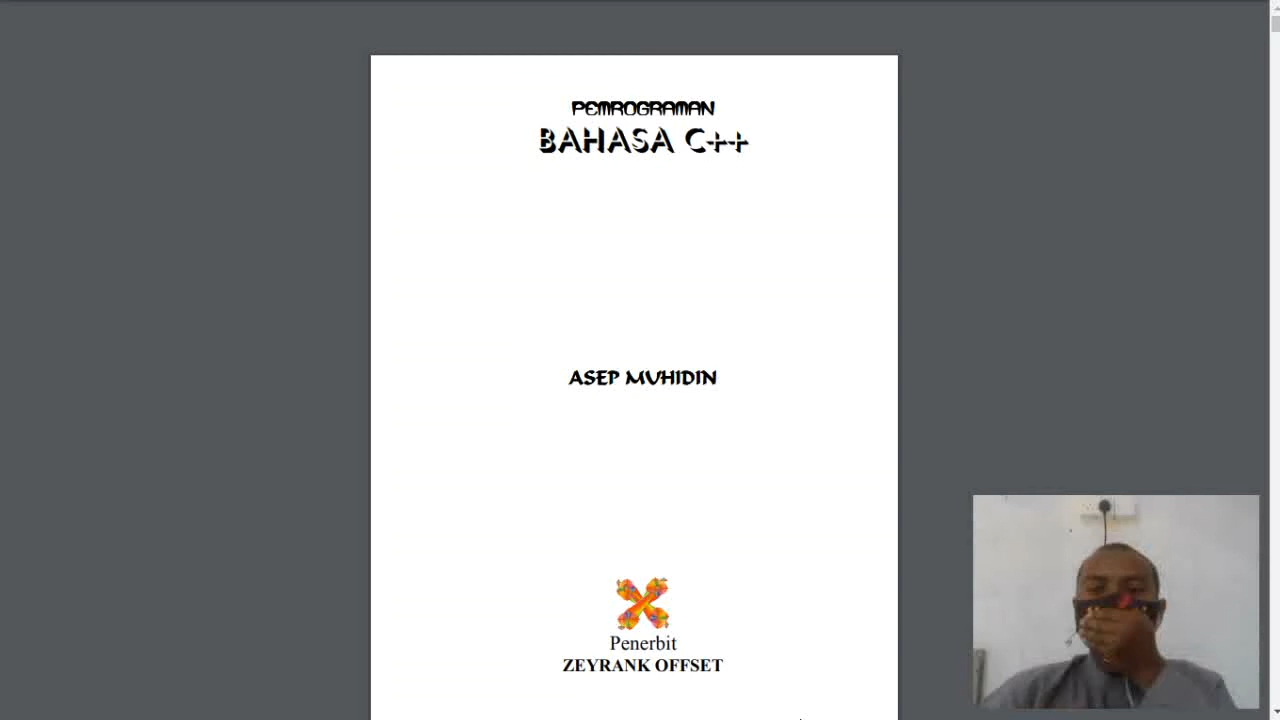 PEMROGRAMAN
BAHASA C++
ASEP MUHIDIN
Penerbit
ZEYRANK OFFSET